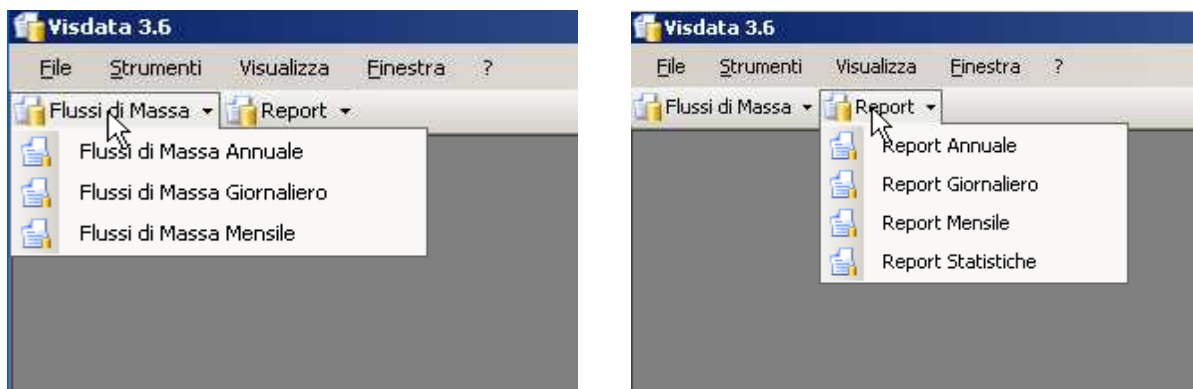 Visdata 3.6
File Strumenti Visualizza Finestra ?
Flussi di Massa Report
Flussi di Massa Annuale
Flussi di Massa Giornaliero
Flussi di Massa Mensile
Visdata 3.6
File Strumenti Visualizza Finestra ?
Flussi di Massa Report
Report Annuale
Report Giornaliero
Report Mensile
Report Statistiche